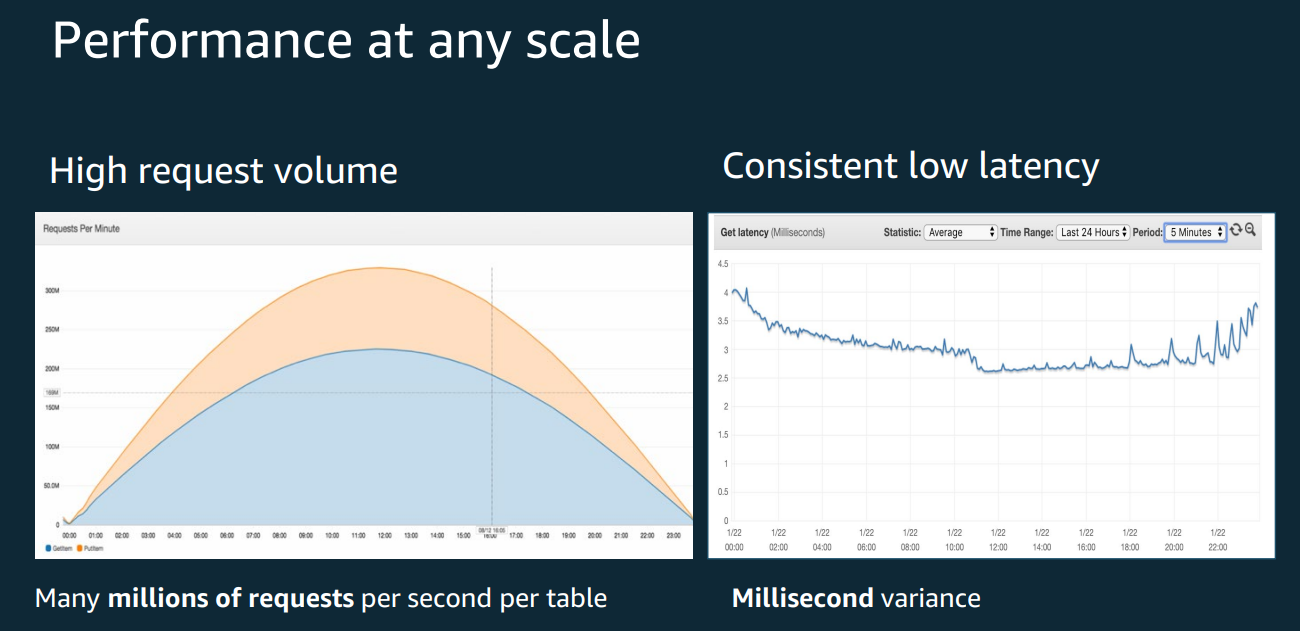 Performance at any scale
High request volume
Requests Per Minute
300M
250M
200M
169M
150M
100M
50.0M
0
00:00 01:00 02:00 03:00 04:00 05:00 06:00 07:00 08:00 09:00 10:00 11:00 12:00 13:00 14:00 15:00 16:00 17:00 18:00 19:00 20:00 21:00 22:00 23:00
GetItem PutItem
Many millions of requests per second per table
Consistent low latency
Get latency (Milliseconds) Statistic: Average Time Range: Last 24 Hours Period: 5 Minutes
4.5
4
3.5
3
2.5
2
1.5
1
0.5
0
1/22 1/22 1/22 1/22 1/22 1/22 1/22 1/22 1/22 1/22 1/22 1/22
00:00 02:00 04:00 06:00 08:00 10:00 12:00 14:00 16:00 18:00 20:00 22:00
Millisecond variance